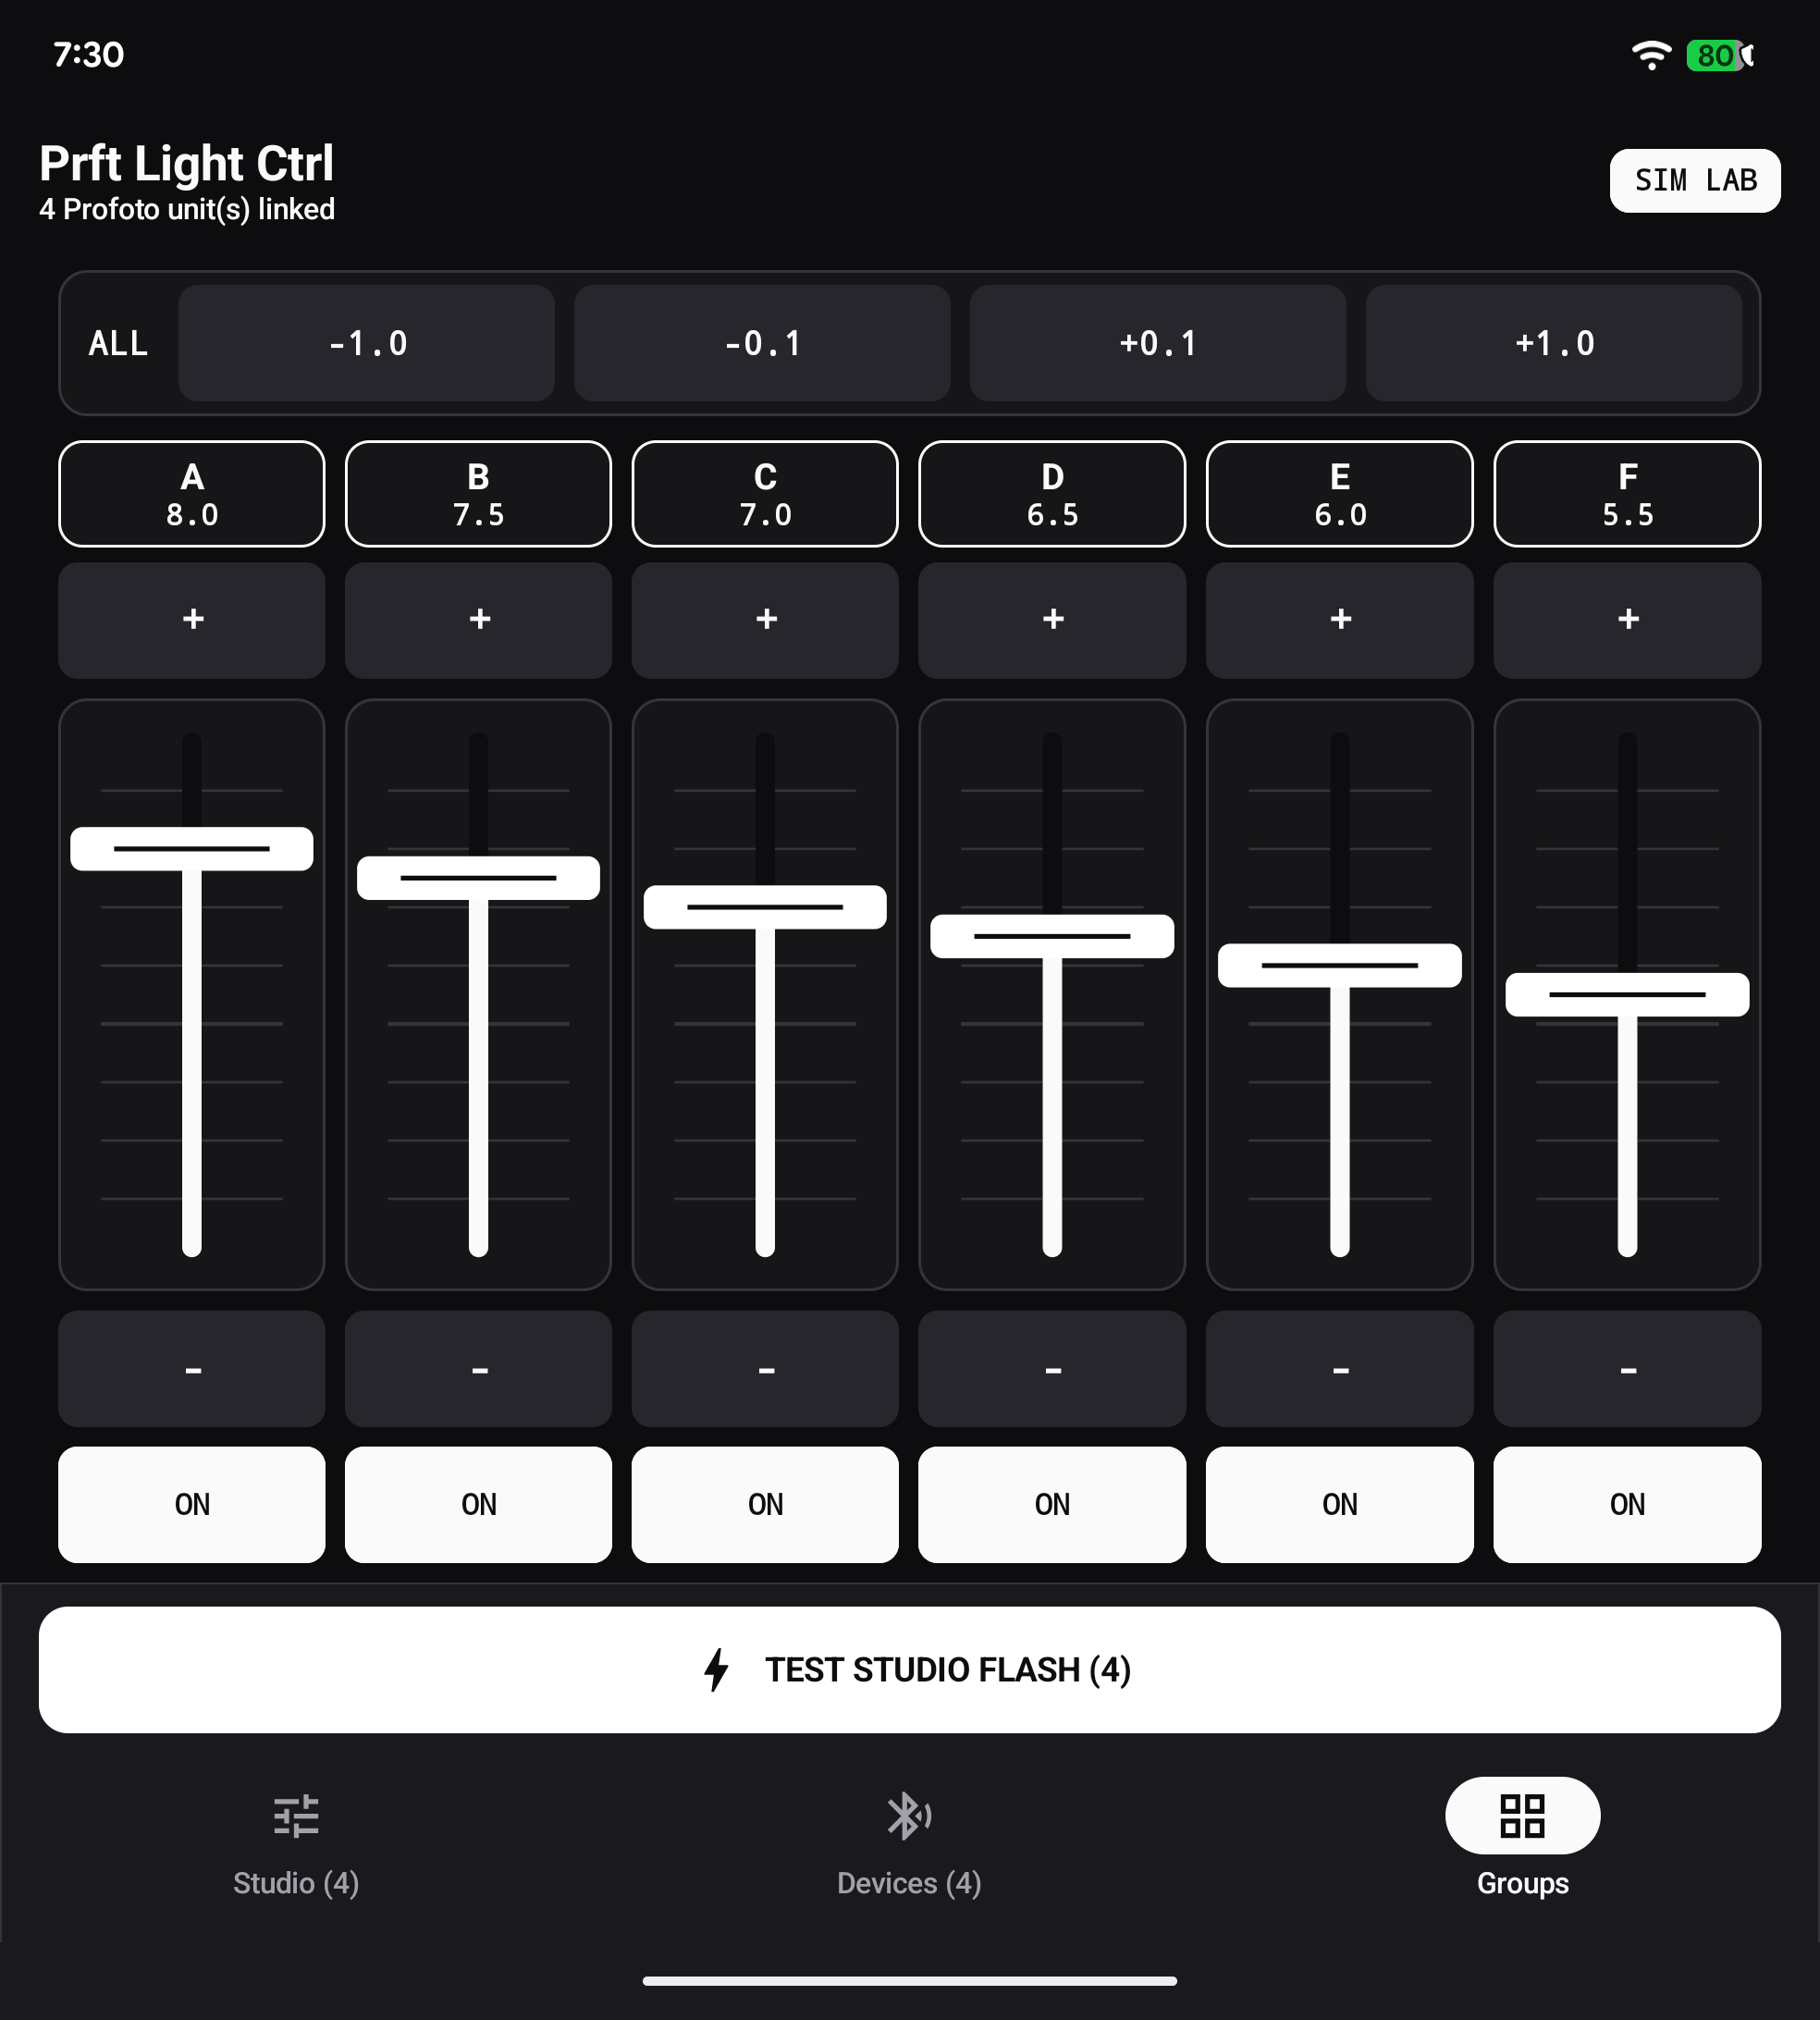 7:30
80
Prft Light Ctrl
4 Profoto unit(s) linked
SIM LAB
ALL -1.0 -0.1 +0.1 +1.0
A B C D E F
8.0 7.5 7.0 6.5 6.0 5.5
+ + + + + +
- - - - - -
ON ON ON ON ON ON
TEST STUDIO FLASH (4)
Studio (4) Devices (4) Groups